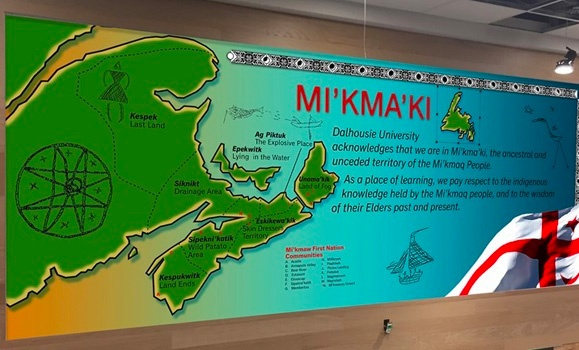 MI'KMA'KI
Dalhousie University
acknowledges that we are in Mi'kma'ki, the ancestral and
unceded territory of the Mi'kmaq People.
As a place of learning, we pay respect to the indigenous
knowledge held by the Mi'kmaq people, and to the wisdom
of their Elders past and present.
Kespek
Last Land
Ag Piktuk
The Explosive Place
Epekwitk
Lying in the Water
Unama'kik
Land of Fog
Siknikt
Drainage Area
Eskikewa'kik
Skin Dressers
Territory
Sipekni'katik
Wild Potato
Area
Kespukwitk
Land Ends
Mi'kmaw First Nation
Communities